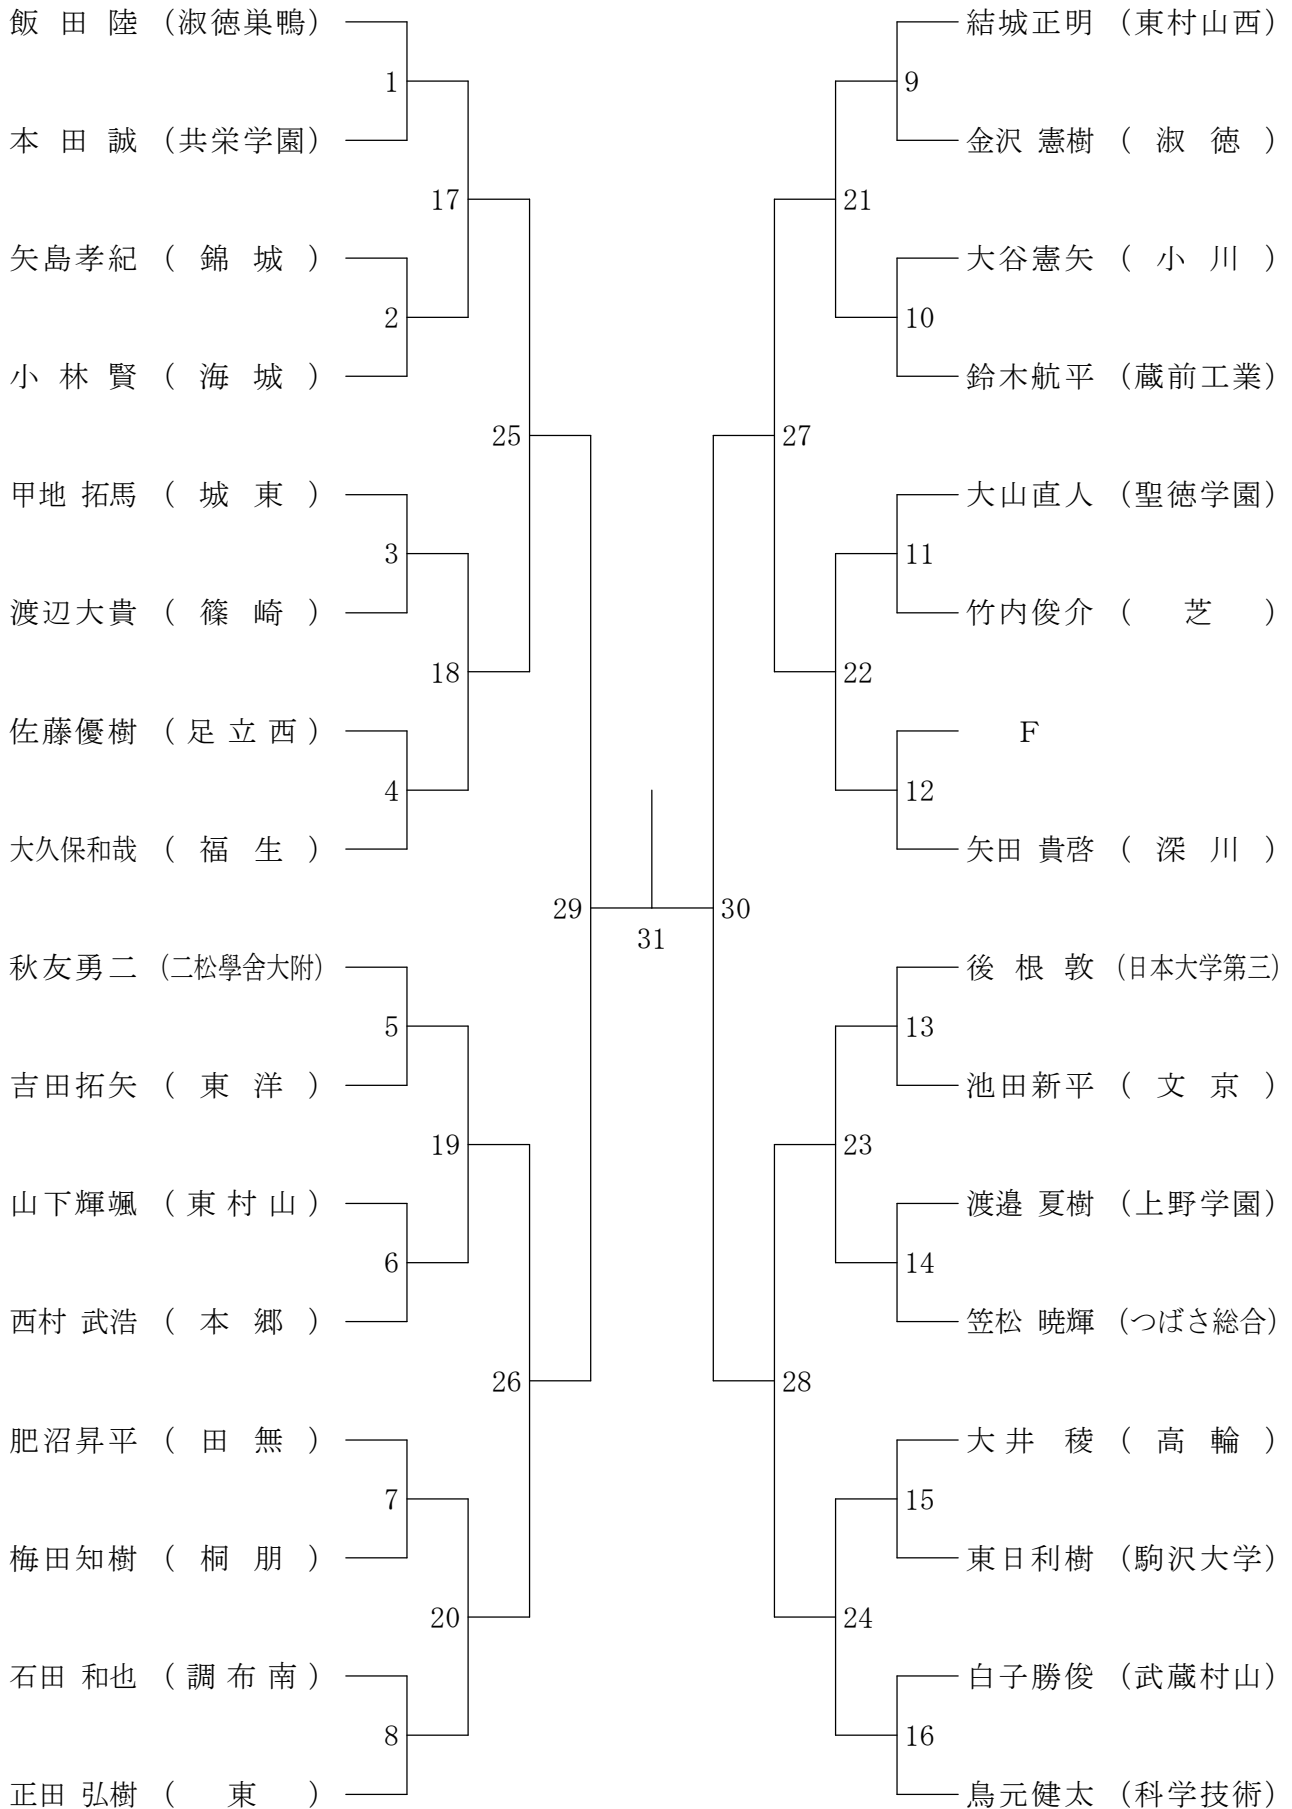 飯田陸 (淑徳巣鴨)
1
本田誠 (共栄学園)
17
矢島孝紀 (錦城)
2
小林賢 (海城)
25
甲地 拓馬 (城東)
3
渡辺大貴 (篠崎)
18
佐藤優樹 (足立西)
4
大久保和哉 (福生)
29
秋友勇二 (二松學舍大附)
5
吉田拓矢 (東洋)
19
山下輝颯 (東村山)
6
西村 武浩 (本郷)
26
肥沼昇平 (田無)
7
梅田知樹 (桐朋)
20
石田 和也 (調布南)
8
正田 弘樹 (東)
31
結城正明 (東村山西)
9
金沢 憲樹 (淑徳)
21
大谷憲矢 (小川)
10
鈴木航平 (蔵前工業)
27
大山直人 (聖徳学園)
11
竹内俊介 (芝)
22
F
12
矢田 貴啓 (深川)
30
後根敦 (日本大学第三)
13
池田新平 (文京)
23
渡邉 夏樹 (上野学園)
14
笠松 暁輝 (つばさ総合)
28
大井稜 (高輪)
15
東日利樹 (駒沢大学)
24
白子勝俊 (武蔵村山)
16
鳥元健太 (科学技術)